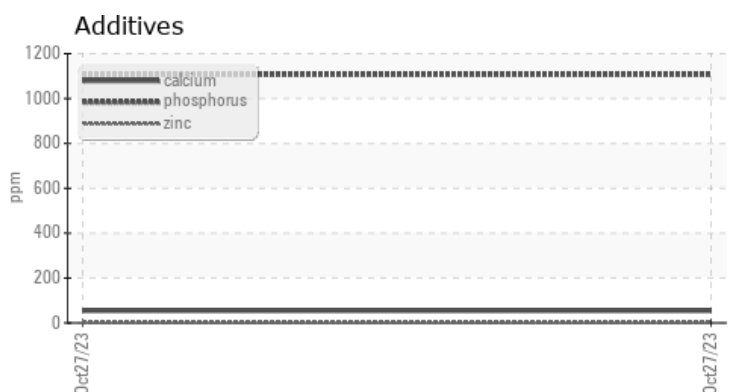 Additives
1200
1000
800
600
400
200
0
ppm
calcium
phosphorus
zinc
Oct27/23
Oct27/23